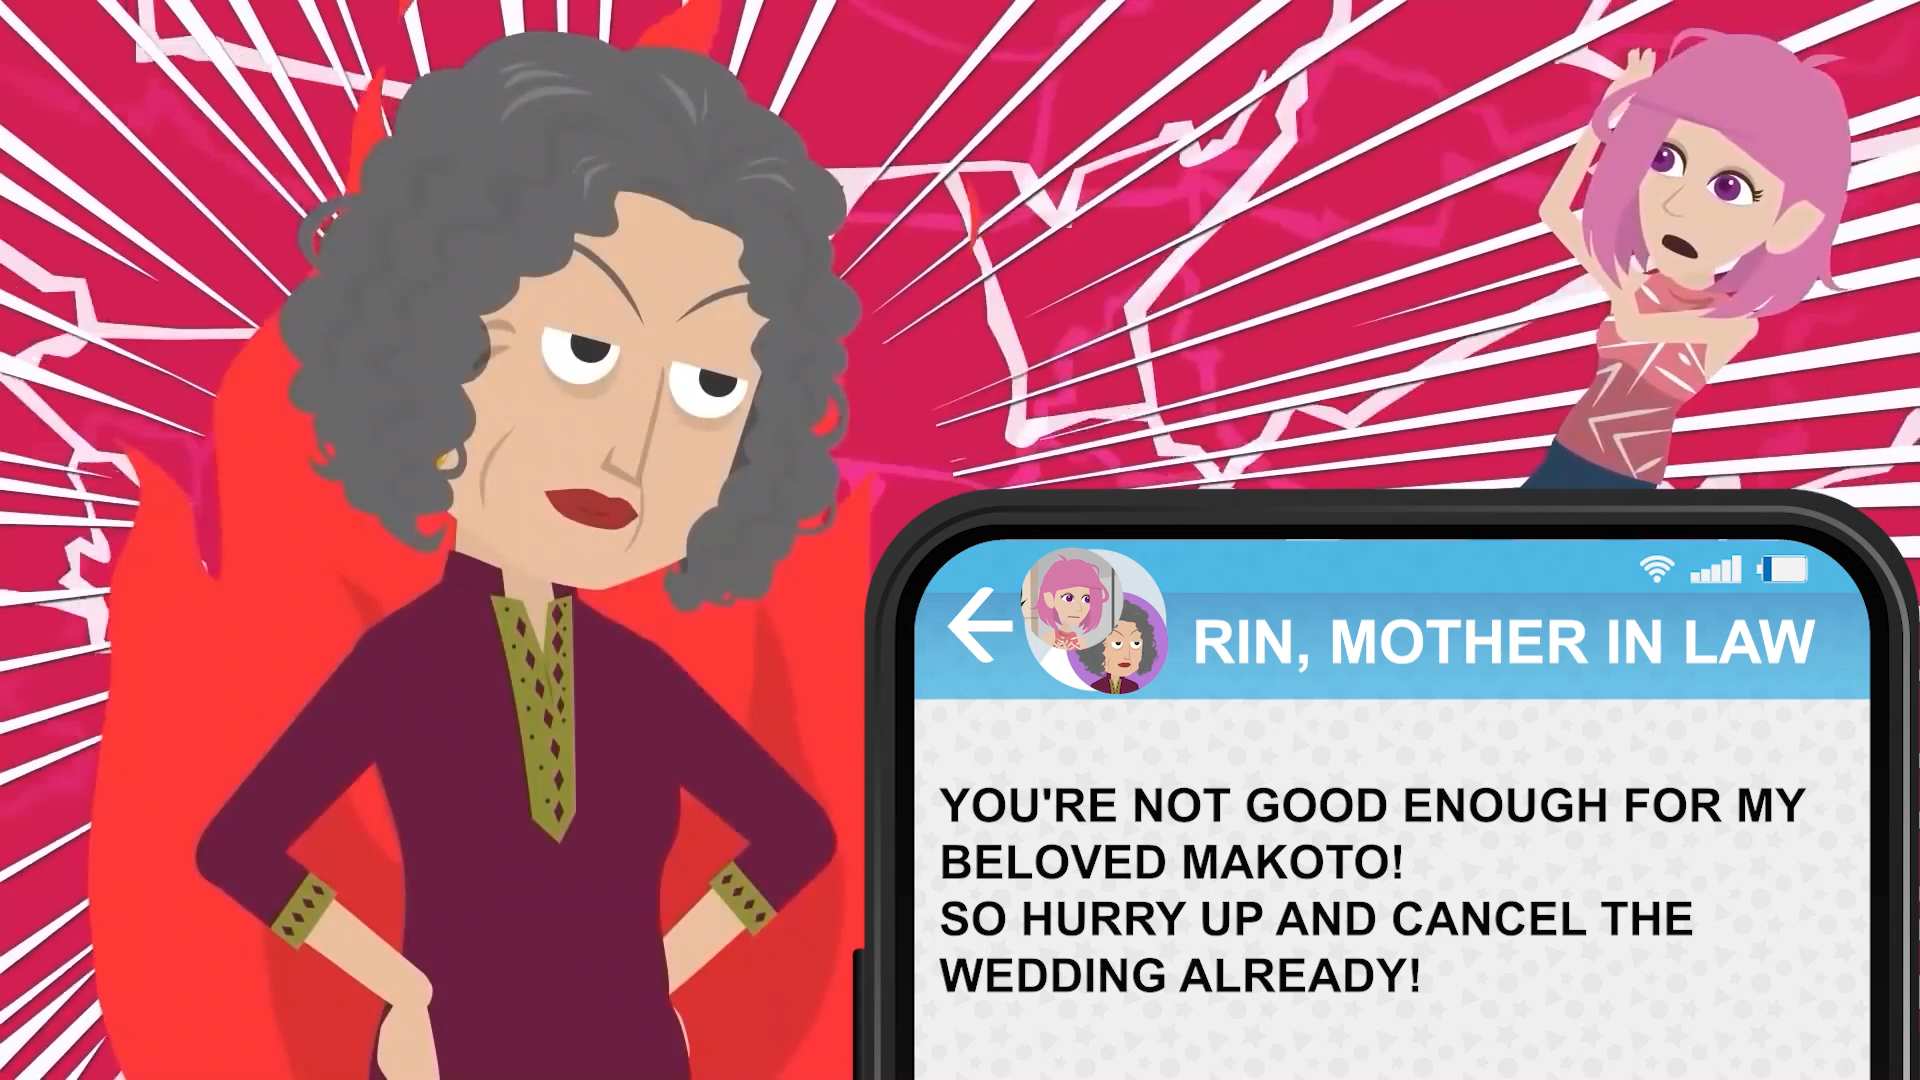 RIN, MOTHER IN LAW
YOU'RE NOT GOOD ENOUGH FOR MY
BELOVED MAKOTO!
SO HURRY UP AND CANCEL THE
WEDDING ALREADY!